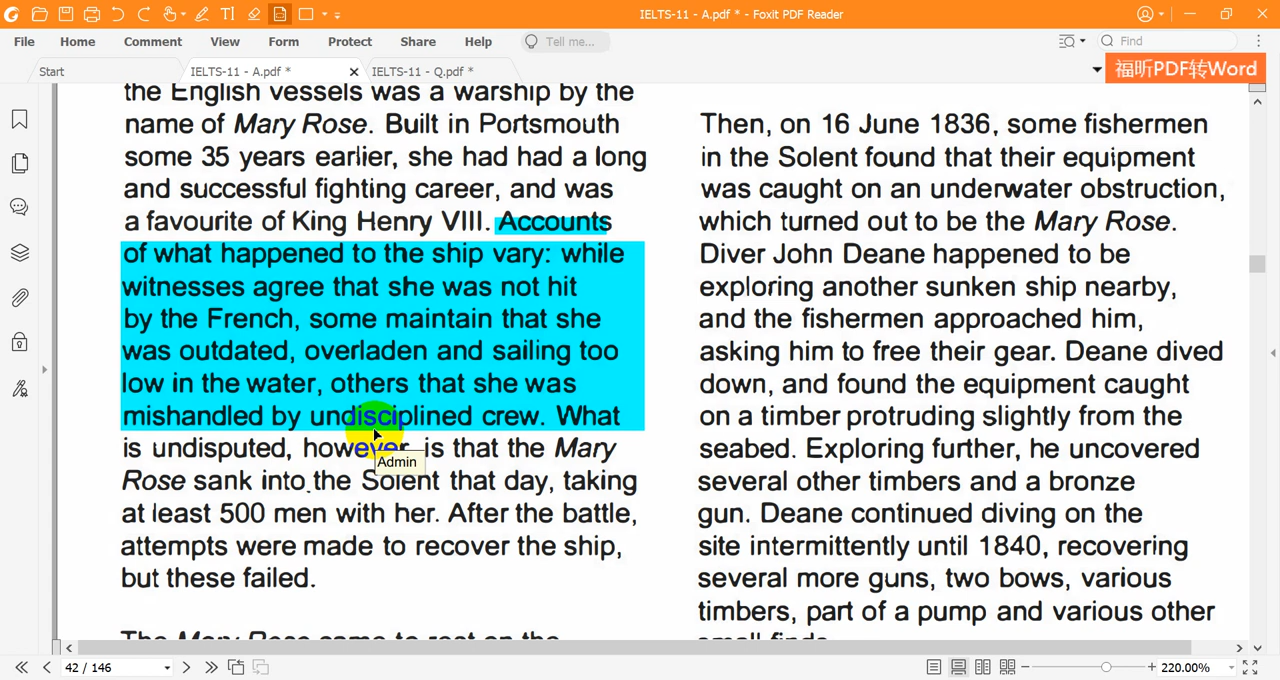 IELTS-11 - A.pdf * - Foxit PDF Reader
File Home Comment View Form Protect Share Help Tell me... Find
Start IELTS-11 - A.pdf * IELTS-11 - Q.pdf * 福昕PDF转Word
the English vessels was a warship by the
name of Mary Rose. Built in Portsmouth
some 35 years earlier, she had had a long
and successful fighting career, and was
a favourite of King Henry VIII. Accounts
of what happened to the ship vary: while
witnesses agree that she was not hit
by the French, some maintain that she
was outdated, overladen and sailing too
low in the water, others that she was
mishandled by undisciplined crew. What
is undisputed, however, is that the Mary
Rose sank into the Solent that day, taking
at least 500 men with her. After the battle,
attempts were made to recover the ship,
but these failed.
The Mary Rose came to rest on the
Admin
Then, on 16 June 1836, some fishermen
in the Solent found that their equipment
was caught on an underwater obstruction,
which turned out to be the Mary Rose.
Diver John Deane happened to be
exploring another sunken ship nearby,
and the fishermen approached him,
asking him to free their gear. Deane dived
down, and found the equipment caught
on a timber protruding slightly from the
seabed. Exploring further, he uncovered
several other timbers and a bronze
gun. Deane continued diving on the
site intermittently until 1840, recovering
several more guns, two bows, various
timbers, part of a pump and various other
small finds.
42 / 146 220.00%